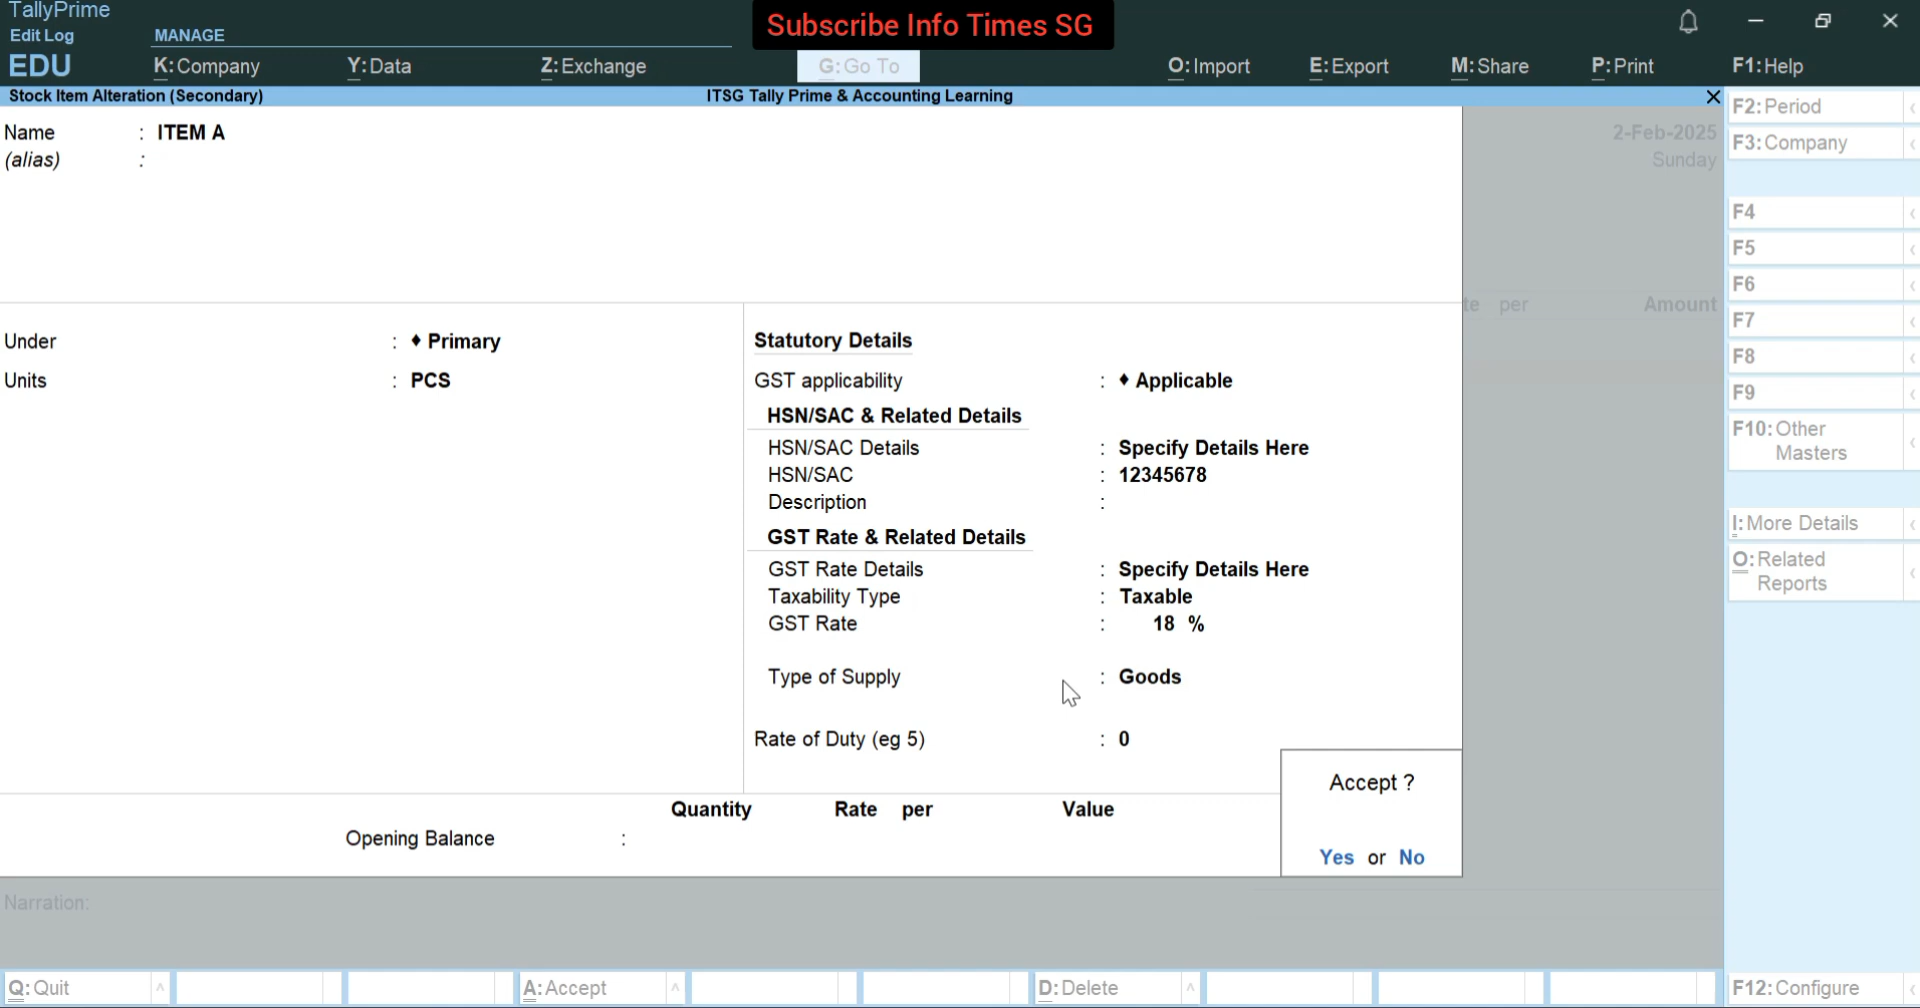 TallyPrime
Edit Log
EDU
MANAGE
Subscribe Info Times SG
K:Company Y:Data Z:Exchange G:Go To O:Import E:Export M:Share P:Print F1:Help
Stock Item Alteration (Secondary) ITSG Tally Prime & Accounting Learning
Name : ITEM A
(alias) :
2-Feb-2025
Sunday
te per Amount
Under : ♦ Primary
Units : PCS
Statutory Details
GST applicability : ♦ Applicable
HSN/SAC & Related Details
HSN/SAC Details : Specify Details Here
HSN/SAC : 12345678
Description :
GST Rate & Related Details
GST Rate Details : Specify Details Here
Taxability Type : Taxable
GST Rate : 18 %
Type of Supply : Goods
Rate of Duty (eg 5) : 0
Quantity Rate per Value
Opening Balance :
Accept ?
Yes or No
Narration:
F2:Period
F3:Company
F4
F5
F6
F7
F8
F9
F10:Other
Masters
I:More Details
O:Related
Reports
Q:Quit A:Accept D:Delete F12:Configure